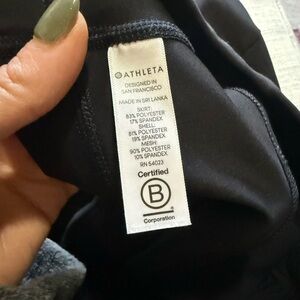 ATHLETA
DESIGNED IN
SAN FRANCISCO
MADE IN SRI LANKA
SKIRT:
83% POLYESTER
17% SPANDEX
SHELL:
81% POLYESTER
19% SPANDEX
MESH:
90% POLYESTER
10% SPANDEX
RN 54023
Certified
B
Corporation